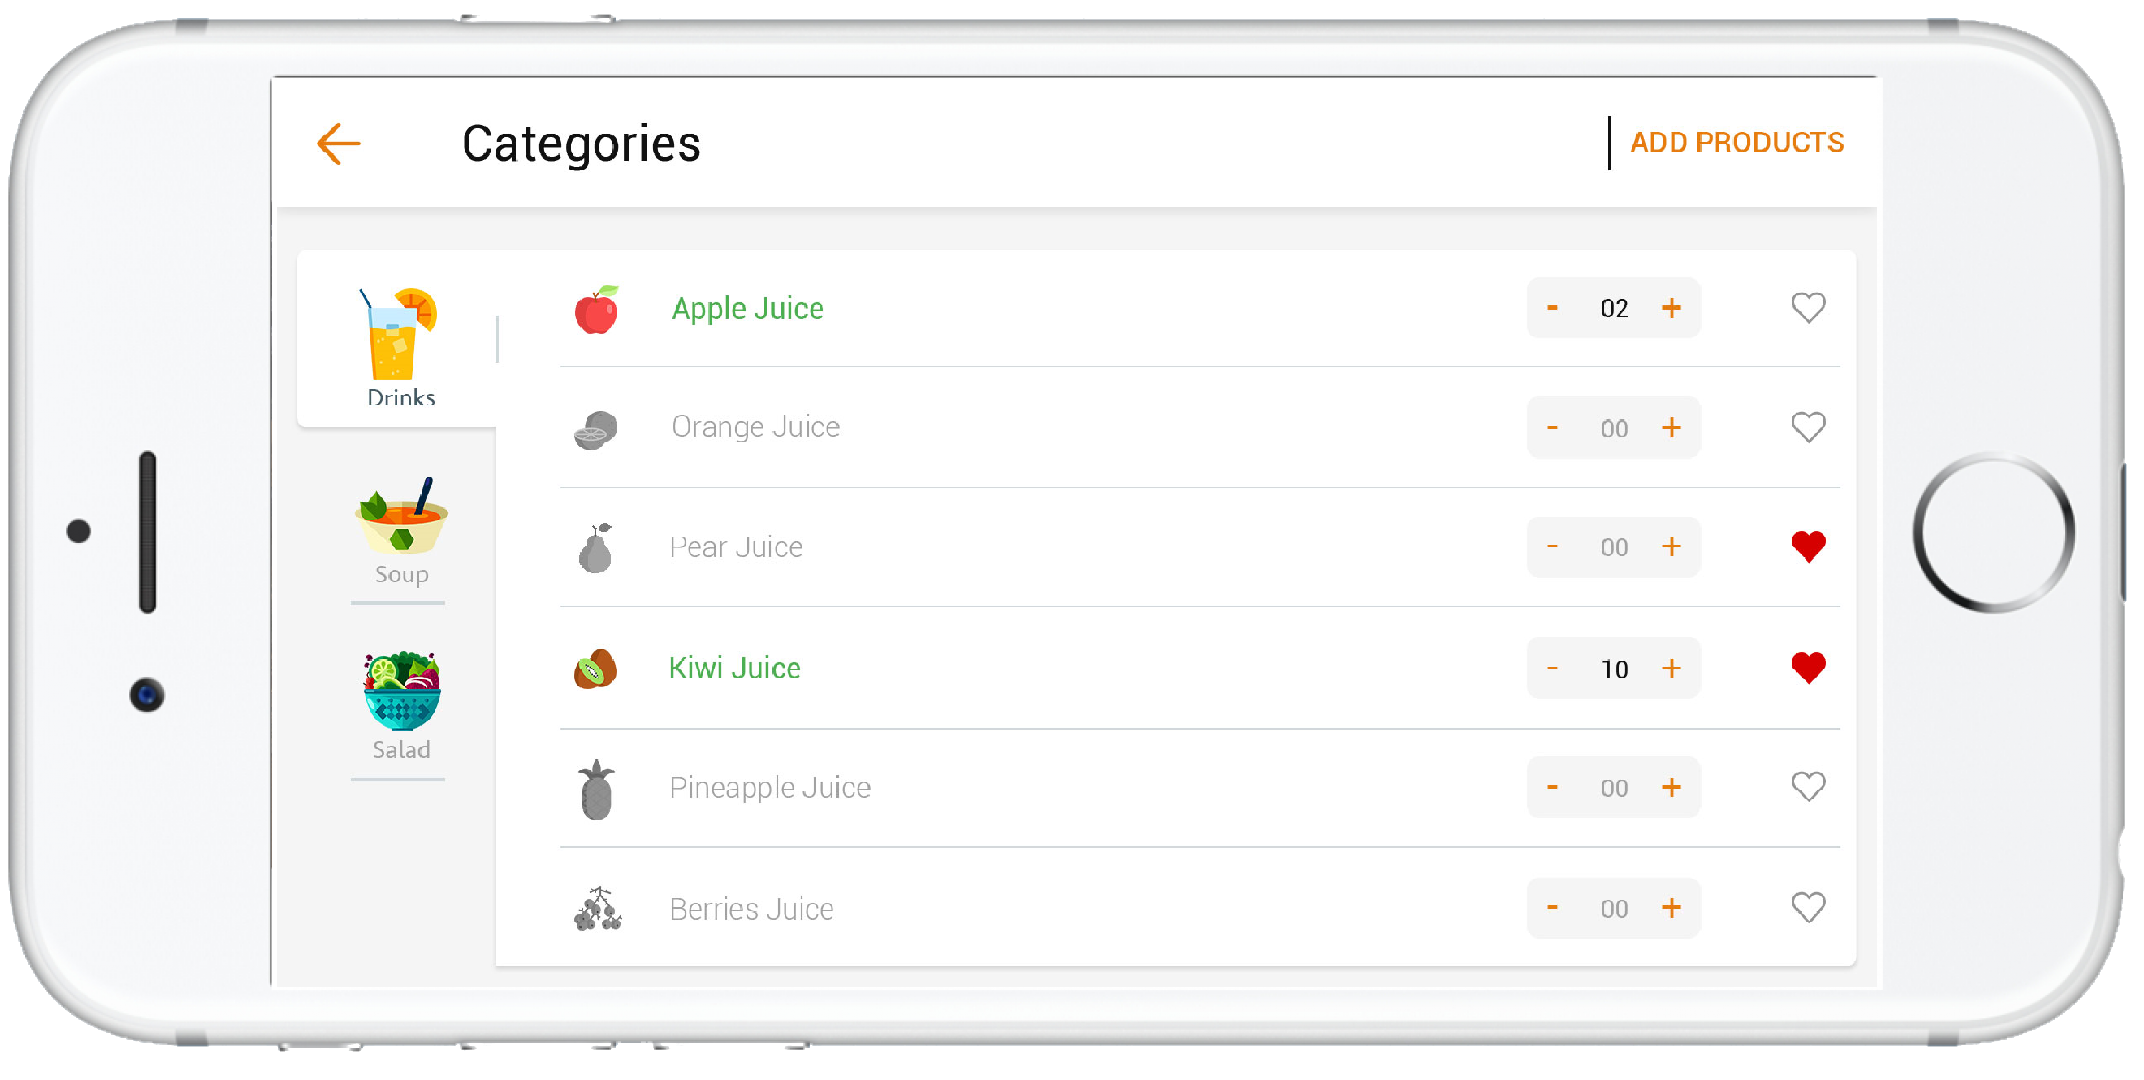 Categories
ADD PRODUCTS
Drinks
Soup
Salad
Apple Juice - 02 +
Orange Juice - 00 +
Pear Juice - 00 +
Kiwi Juice - 10 +
Pineapple Juice - 00 +
Berries Juice - 00 +